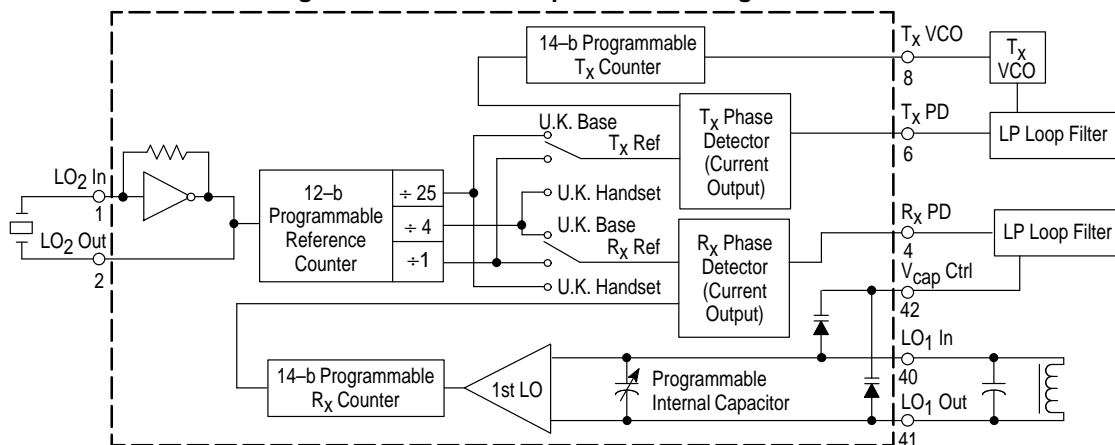 14–b Programmable
Tx Counter
Tx VCO
8
Tx
VCO
U.K. Base
Tx Ref
Tx Phase
Detector
(Current
Output)
Tx PD
6
LP Loop Filter
LO2 In
1
LO2 Out
2
12–b
Programmable
Reference
Counter
÷ 25
÷ 4
÷1
U.K. Handset
U.K. Base
Rx Ref
U.K. Handset
Rx Phase
Detector
(Current
Output)
Rx PD
4
LP Loop Filter
Vcap Ctrl
42
14–b Programmable
Rx Counter
1st LO
Programmable
Internal Capacitor
LO1 In
40
LO1 Out
41